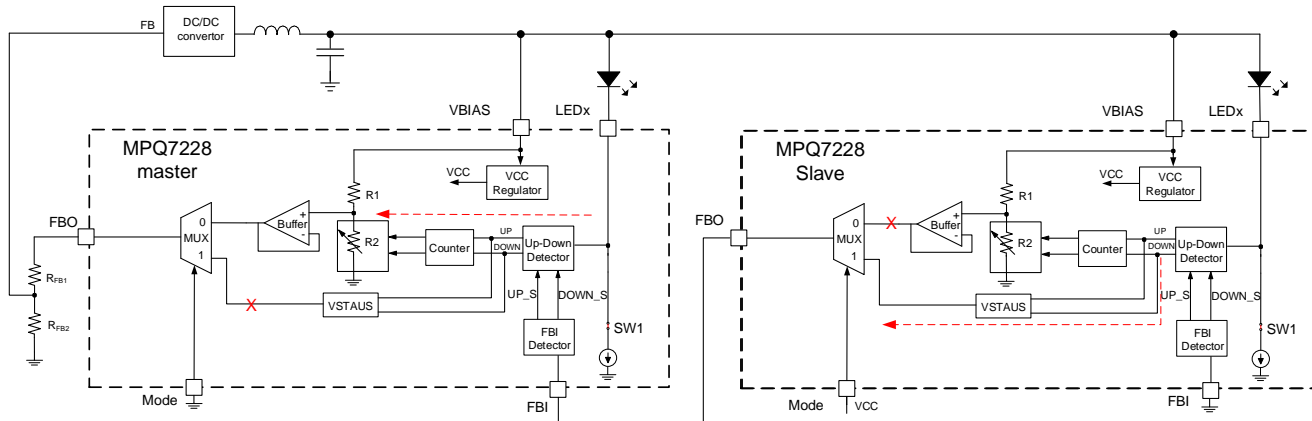 FB
DC/DC
convertor
VBIAS
LEDx
MPQ7228
master
VCC
VCC
Regulator
R1
FBO
0
MUX
1
Buffer
+
-
R2
Counter
UP
DOWN
Up-Down
Detector
RFB1
RFB2
X
VSTAUS
UP_S
DOWN_S
FBI
Detector
SW1
Mode
FBI
VBIAS
LEDx
MPQ7228
Slave
VCC
VCC
Regulator
R1
FBO
0
MUX
1
X
Buffer
+
-
R2
Counter
UP
DOWN
Up-Down
Detector
VSTAUS
UP_S
DOWN_S
FBI
Detector
SW1
Mode
VCC
FBI